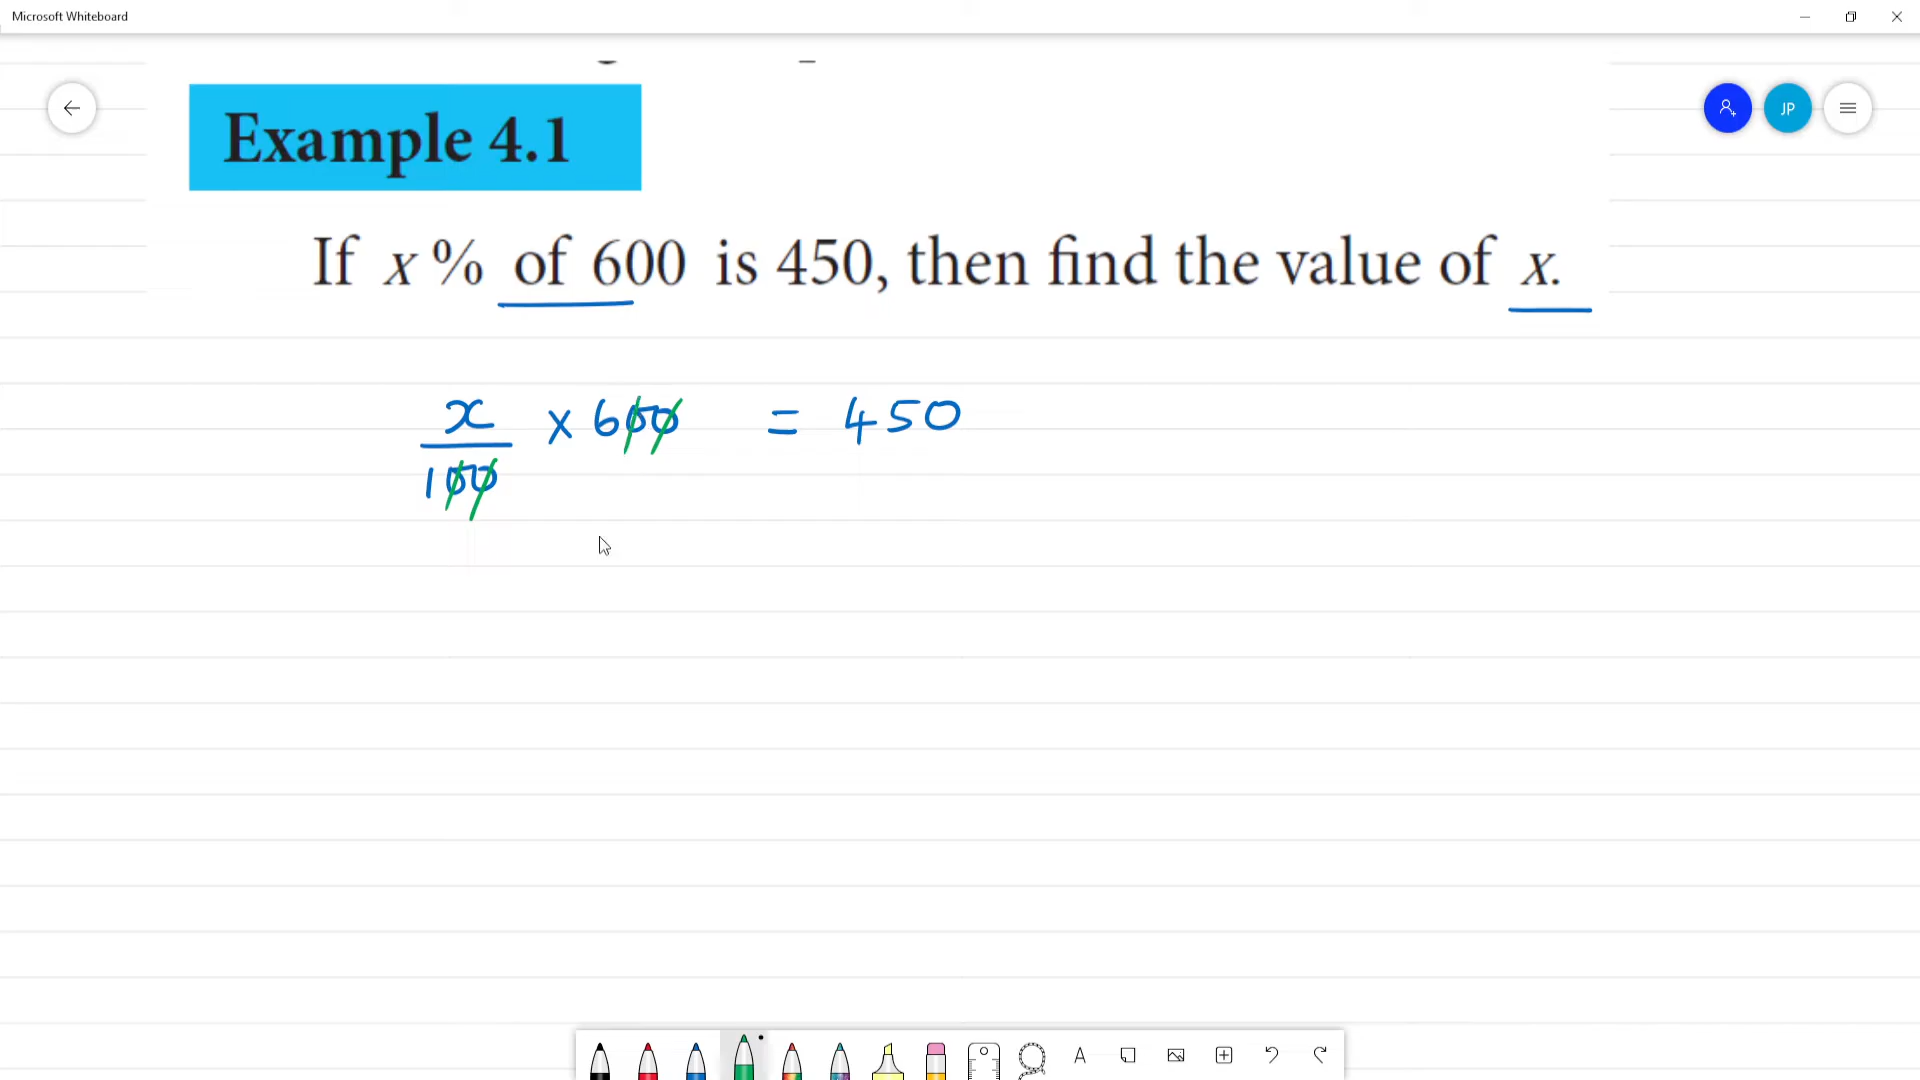 Microsoft Whiteboard
JP
Example 4.1
If x % of 600 is 450, then find the value of x.
x/100 × 600 = 450
A